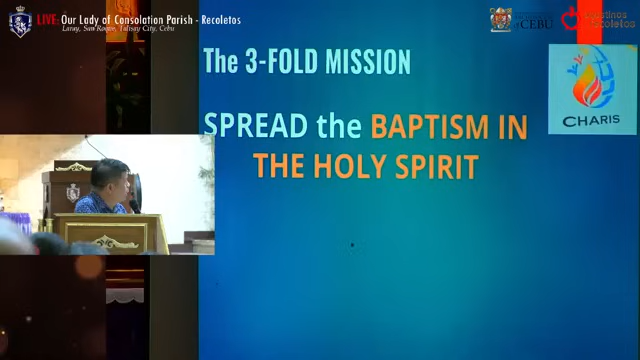 LIVE: Our Lady of Consolation Parish - Recoletos
Laray, San Roque, Talisay City, Cebu
CEBU
The 3-FOLD MISSION
CHARIS
SPREAD the BAPTISM IN
THE HOLY SPIRIT